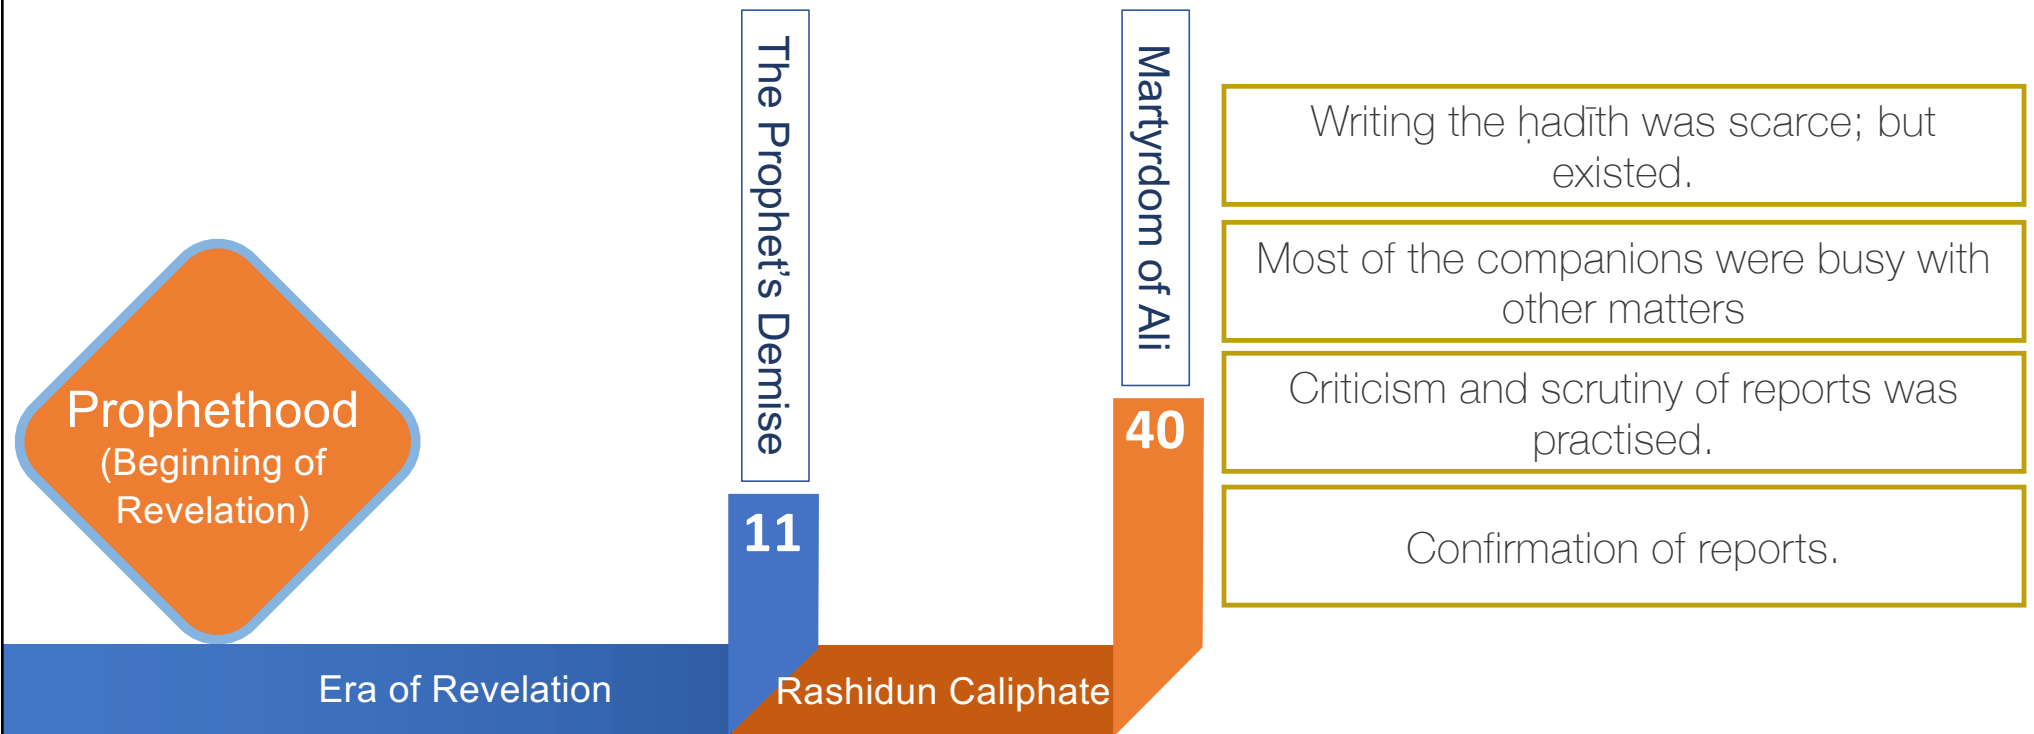 Prophethood
(Beginning of
Revelation)
The Prophet's Demise
11
Martyrdom of Ali
40
Era of Revelation
Rashidun Caliphate
Writing the ḥadīth was scarce; but
existed.
Most of the companions were busy with
other matters
Criticism and scrutiny of reports was
practised.
Confirmation of reports.